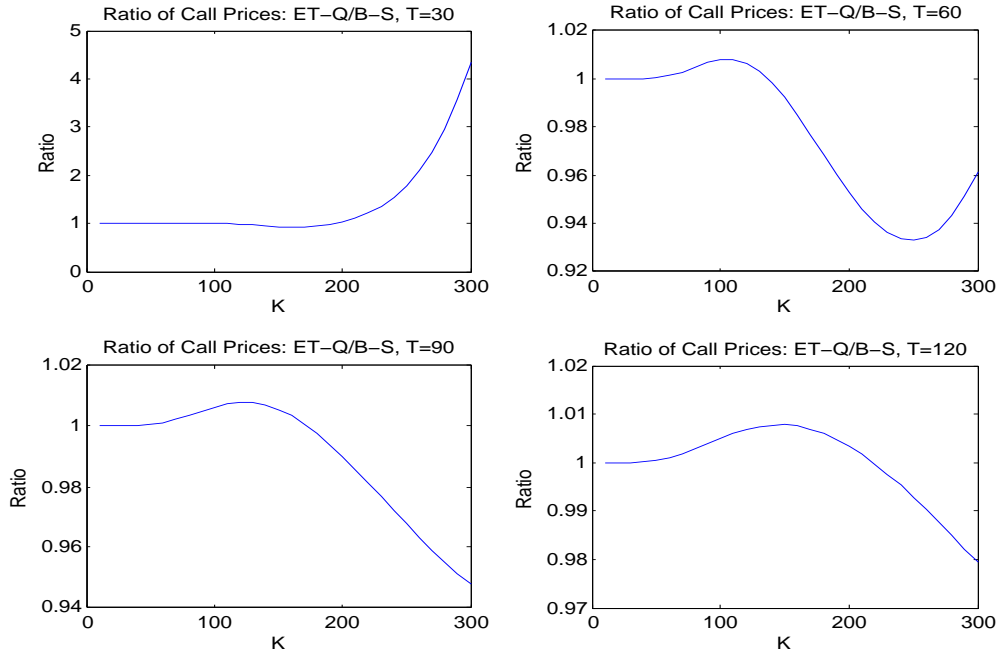 Ratio of Call Prices: ET−Q/B−S, T=30
5
4
3
2
1
0
Ratio
0 100 200 300
K
Ratio of Call Prices: ET−Q/B−S, T=60
1.02
1
0.98
0.96
0.94
0.92
Ratio
0 100 200 300
K
Ratio of Call Prices: ET−Q/B−S, T=90
1.02
1
0.98
0.96
0.94
Ratio
0 100 200 300
K
Ratio of Call Prices: ET−Q/B−S, T=120
1.02
1.01
1
0.99
0.98
0.97
Ratio
0 100 200 300
K